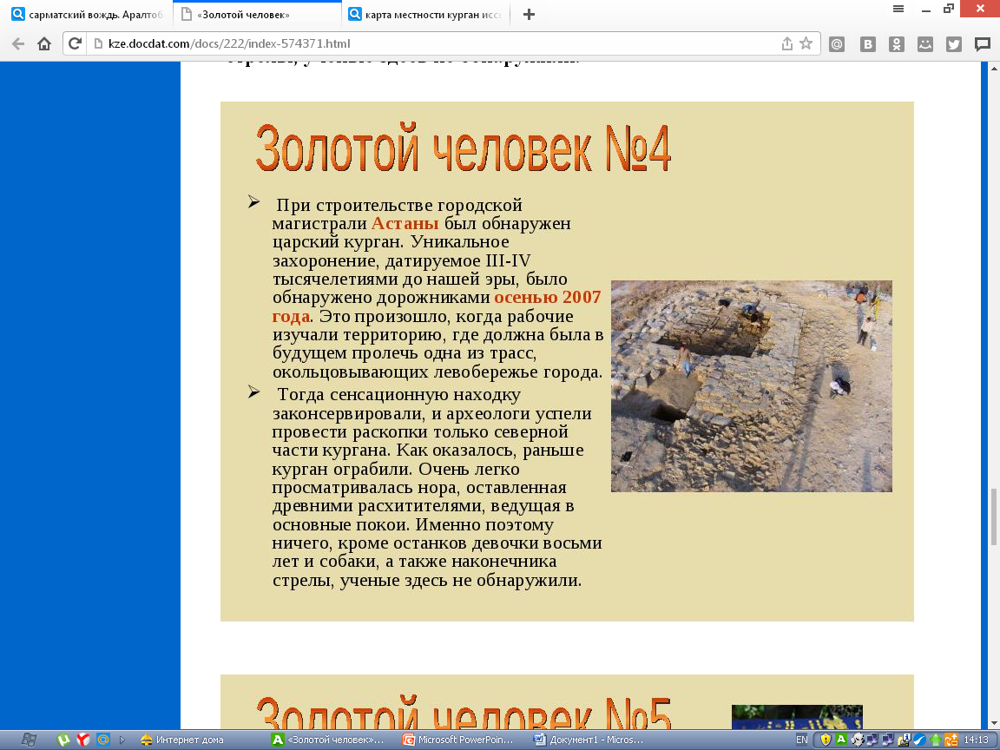 сарматский вождь. Аралтоб
«Золотой человек»
карта местности курган исс
kze.docdat.com/docs/222/index-574371.html
Золотой человек №4
При строительстве городской
магистрали Астаны был обнаружен
царский курган. Уникальное
захоронение, датируемое III-IV
тысячелетиями до нашей эры, было
обнаружено дорожниками осенью 2007
года. Это произошло, когда рабочие
изучали территорию, где должна была в
будущем пролечь одна из трасс,
окольцовывающих левобережье города.
Тогда сенсационную находку
законсервировали, и археологи успели
провести раскопки только северной
части кургана. Как оказалось, раньше
курган ограбили. Очень легко
просматривалась нора, оставленная
древними расхитителями, ведущая в
основные покои. Именно поэтому
ничего, кроме останков девочки восьми
лет и собаки, а также наконечника
стрелы, ученые здесь не обнаружили.
Золотой человек №5
Интернет дома
«Золотой человек»...
Microsoft PowerPoin...
Документ1 - Micros...
EN
14:13